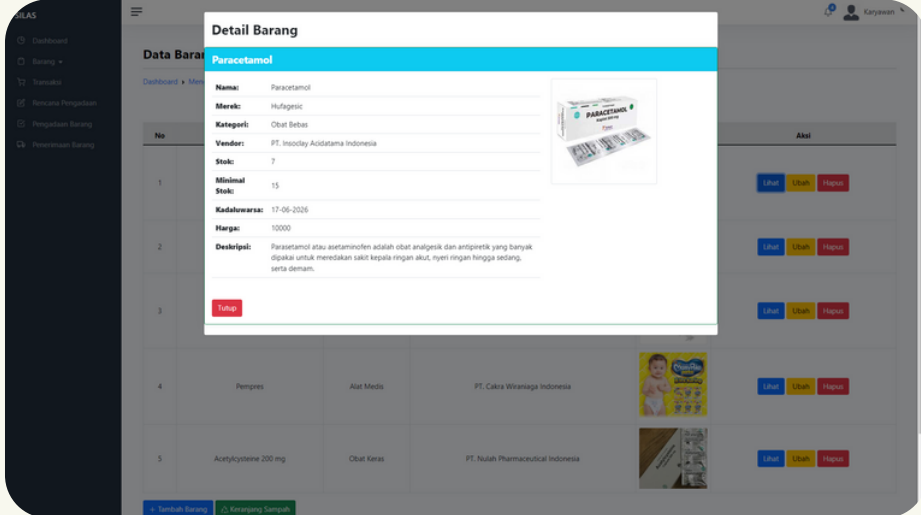 SILAS
Karyawan
Dashboard
Barang
Transaksi
Rencana Pengadaan
Pengadaan Barang
Penerimaan Barang
Data Barang
Dashboard
Detail Barang
Paracetamol
Nama: Paracetamol
Merek: Hufagesic
Kategori: Obat Bebas
Vendor: PT. Insoclay Acidatama Indonesia
Stok: 7
Minimal
Stok: 15
Kadaluwarsa: 17-06-2026
Harga: 10000
Deskripsi: Parasetamol atau asetaminofen adalah obat analgesik dan antipiretik yang banyak
dipakai untuk meredakan sakit kepala ringan akut, nyeri ringan hingga sedang,
serta demam.
PARACETAMOL
Tutup
No Aksi
1 Lihat Ubah Hapus
2 Lihat Ubah Hapus
3 Lihat Ubah Hapus
4 Pempres Alat Medis PT. Cakra Wiraniaga Indonesia Lihat Ubah Hapus
5 Acetylcysteine 200 mg Obat Keras PT. Nulah Pharmaceutical Indonesia Lihat Ubah Hapus
+ Tambah Barang Keranjang Sampah